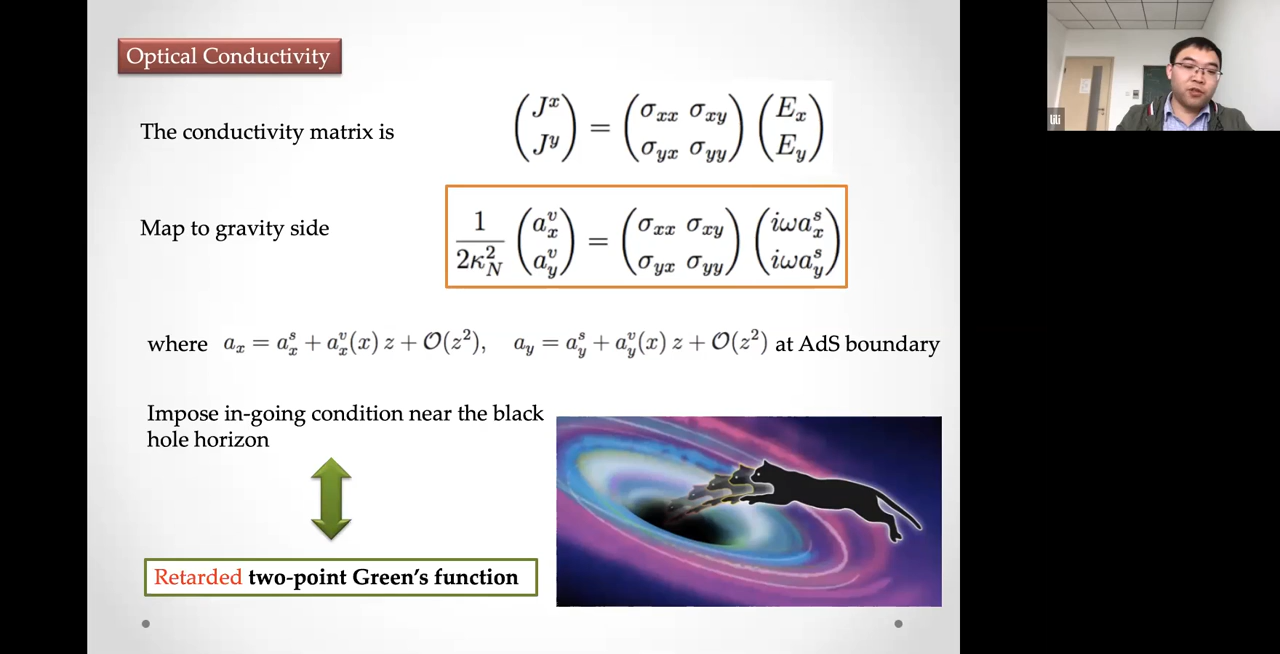 Optical Conductivity
The conductivity matrix is
\begin{pmatrix} J^x \\ J^y \end{pmatrix} = \begin{pmatrix} \sigma_{xx} & \sigma_{xy} \\ \sigma_{yx} & \sigma_{yy} \end{pmatrix} \begin{pmatrix} E_x \\ E_y \end{pmatrix}
Map to gravity side
\frac{1}{2\kappa_N^2} \begin{pmatrix} a_x^v \\ a_y^v \end{pmatrix} = \begin{pmatrix} \sigma_{xx} & \sigma_{xy} \\ \sigma_{yx} & \sigma_{yy} \end{pmatrix} \begin{pmatrix} i\omega a_x^s \\ i\omega a_y^s \end{pmatrix}
where a_x = a_x^s + a_x^v(x) z + \mathcal{O}(z^2), a_y = a_y^s + a_y^v(x) z + \mathcal{O}(z^2) at AdS boundary
Impose in-going condition near the black
hole horizon
Retarded two-point Green's function
lili